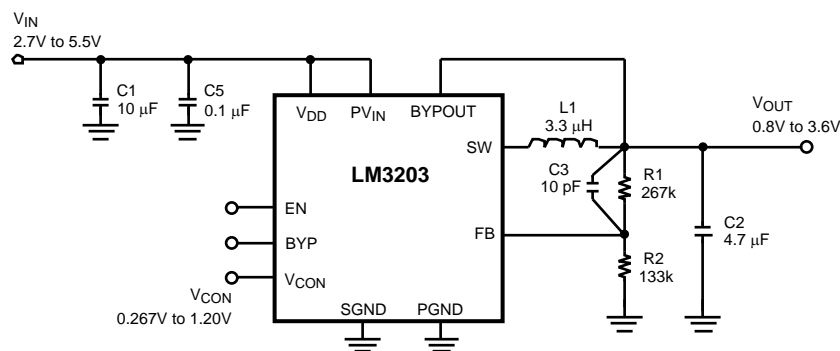 VIN
2.7V to 5.5V
C1
10 μF
C5
0.1 μF
VDD
PVIN
BYPOUT
L1
3.3 μH
VOUT
0.8V to 3.6V
SW
LM3203
C3
10 pF
R1
267k
EN
BYP
FB
C2
4.7 μF
VCON
R2
133k
VCON
0.267V to 1.20V
SGND
PGND